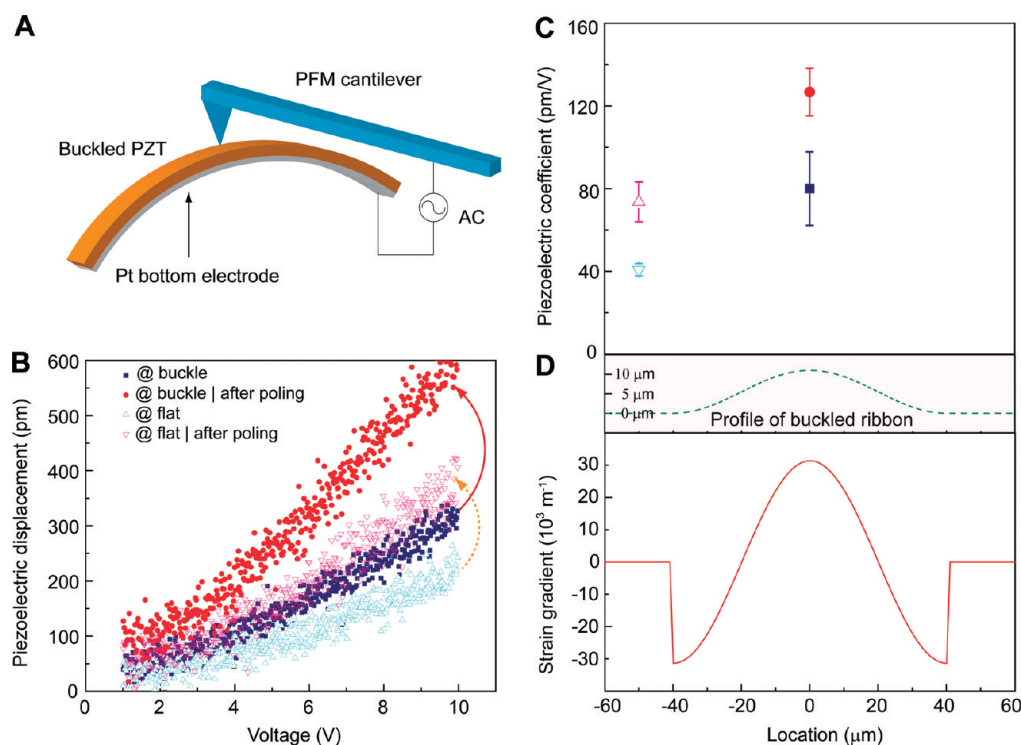 A
PFM cantilever
Buckled PZT
AC
Pt bottom electrode
B
600
500
400
300
200
100
0
Piezoelectric displacement (pm)
@ buckle
@ buckle | after poling
@ flat
@ flat | after poling
0 2 4 6 8 10
Voltage (V)
C
160
120
80
40
0
Piezoelectric coefficient (pm/V)
D
10 μm
5 μm
0 μm
Profile of buckled ribbon
30
20
10
0
-10
-20
-30
Strain gradient (10³ m⁻¹)
-60 -40 -20 0 20 40 60
Location (μm)